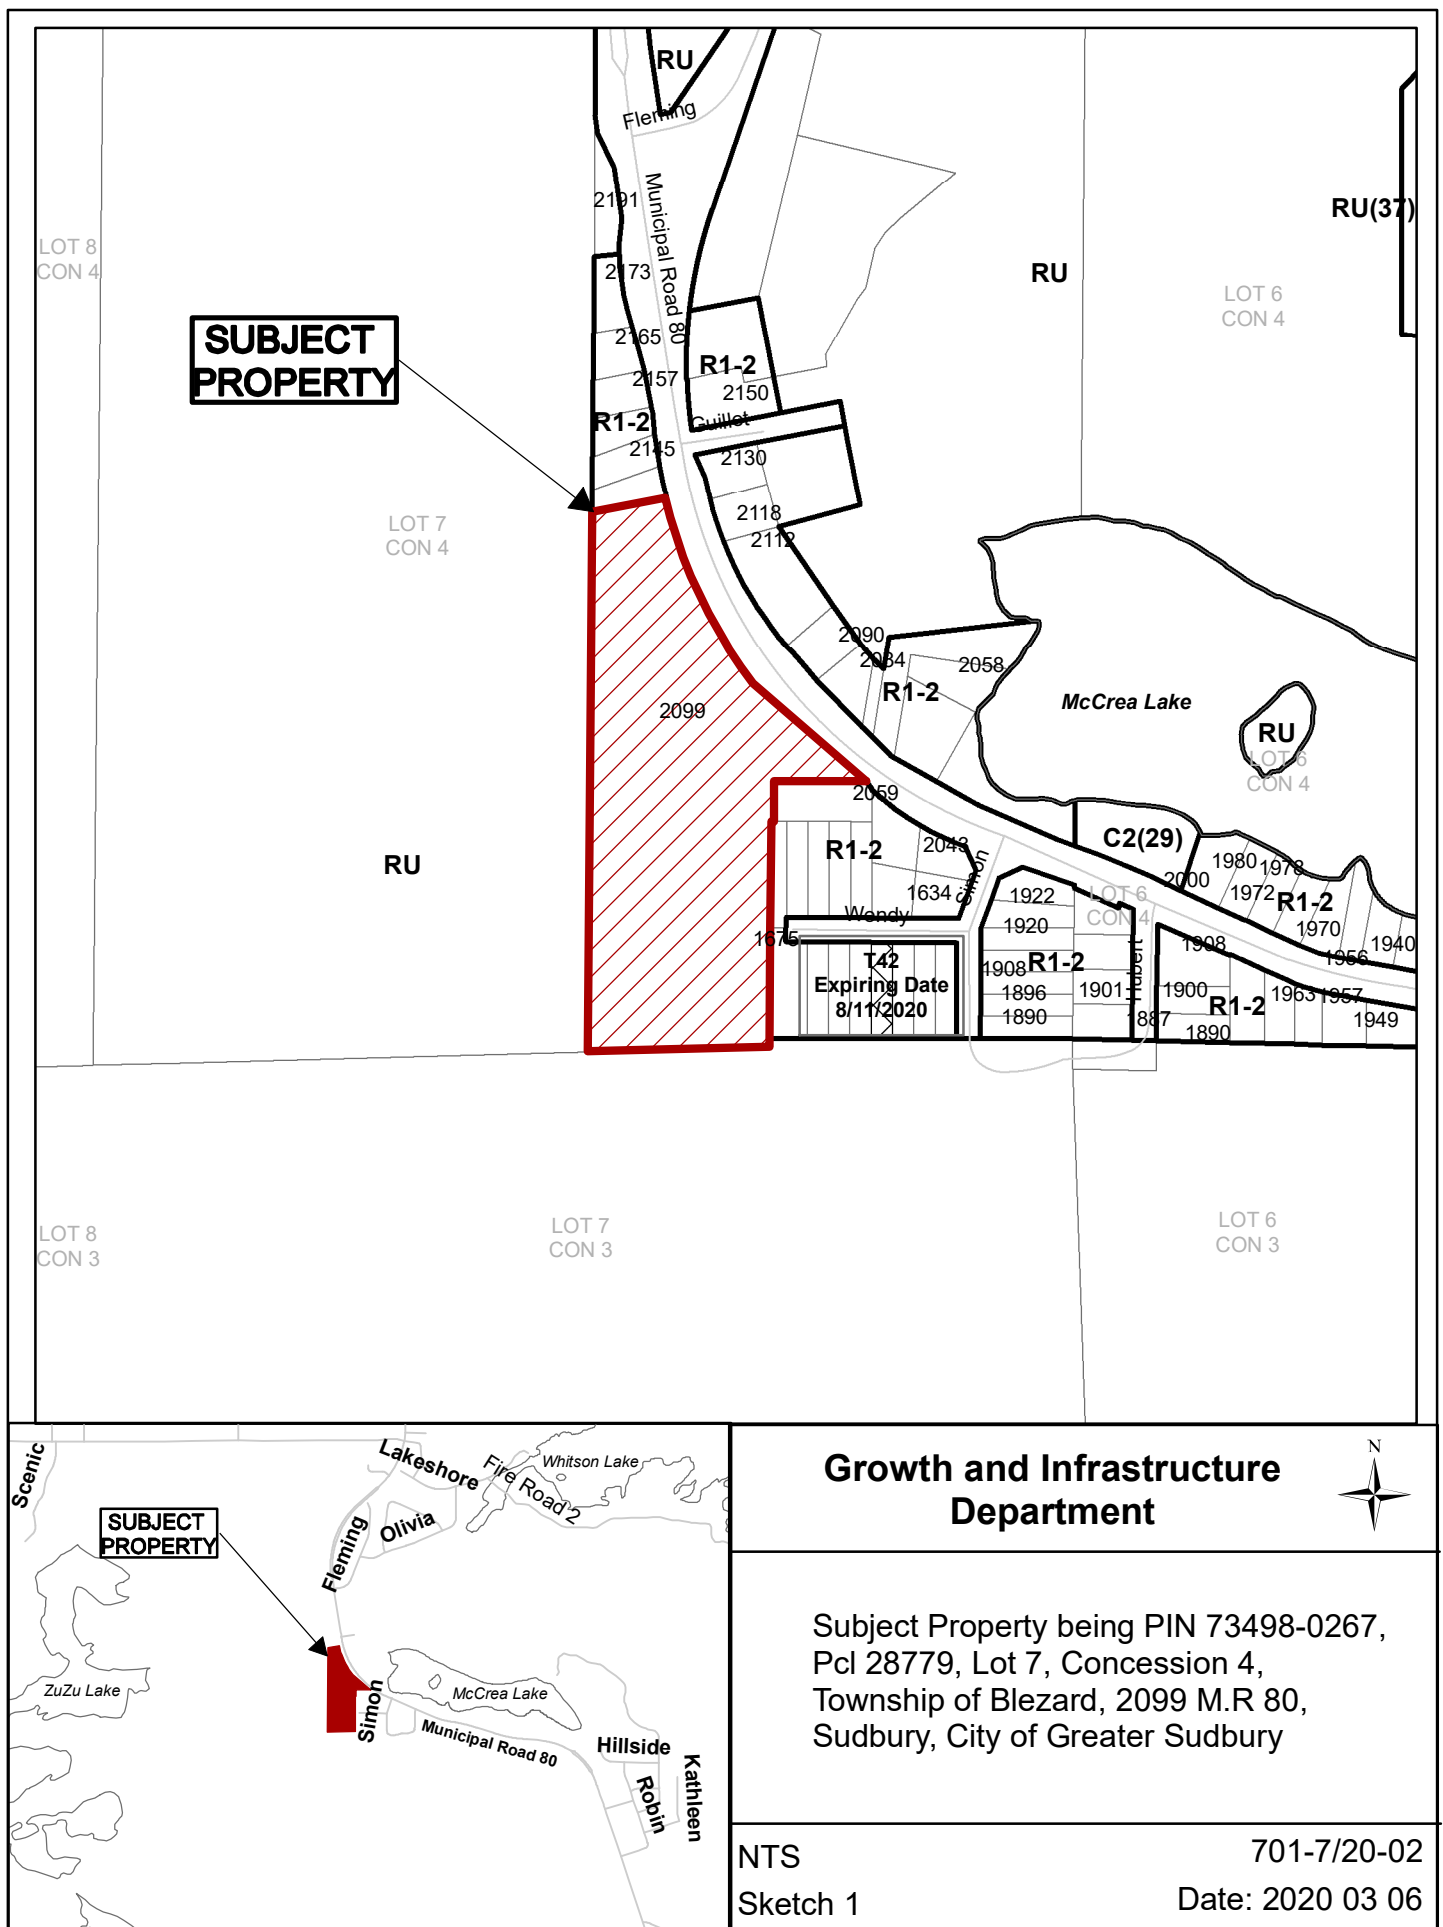 RU
Fleming
Municipal Road 80
2191
RU(37)
LOT 8
CON 4
2173
RU
LOT 6
CON 4
SUBJECT
PROPERTY
2165
2157
R1-2
2150
R1-2
Guillet
2145
2130
2118
2112
LOT 7
CON 4
2090
2084
2058
R1-2
McCrea Lake
2099
RU
LOT 6
CON 4
2059
RU
R1-2
2043
Simon
C2(29)
1980
1978
2000
1972
R1-2
1970
1634
1922
LOT 6
CON 4
Wendy
1920
1675
1908
1956
1940
T42
Expiring Date
8/11/2020
1908
R1-2
Hubert
1896
1901
1900
R1-2
1963
1957
1890
1887
1890
1949
LOT 8
CON 3
LOT 7
CON 3
LOT 6
CON 3
Scenic
Lakeshore
Fire Road 2
Whitson Lake
SUBJECT
PROPERTY
Fleming
Olivia
ZuZu Lake
Simon
McCrea Lake
Municipal Road 80
Hillside
Robin
Kathleen
Growth and Infrastructure
Department
N
Subject Property being PIN 73498-0267,
Pcl 28779, Lot 7, Concession 4,
Township of Blezard, 2099 M.R 80,
Sudbury, City of Greater Sudbury
NTS
701-7/20-02
Sketch 1
Date: 2020 03 06